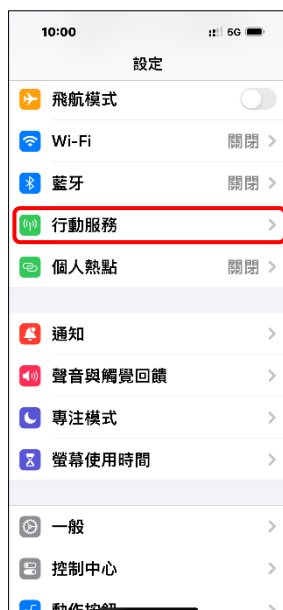 10:00 5G
設定
飛航模式
Wi-Fi 關閉
藍牙 關閉
行動服務
個人熱點 關閉
通知
聲音與觸覺回饋
專注模式
螢幕使用時間
一般
控制中心